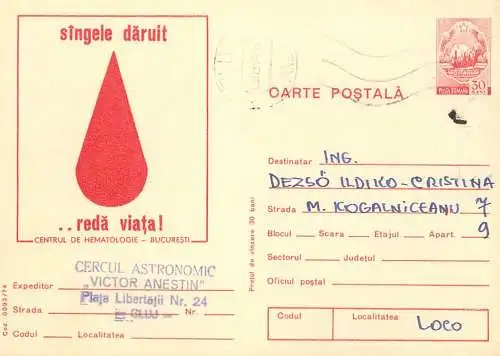 sîngele dăruit
..redă viața!
CENTRUL DE HEMATOLOGIE - BUCUREȘTI
Expeditor
CERCUL ASTRONOMIC
„VICTOR ANESTIN”
Piața Libertății Nr. 24
CLUJ
Strada Nr.
Codul Localitatea
Cod 0093/74
Prețul de vînzare 30 bani
CARTE POȘTALĂ
POSTA ROMANA
30
BANI
Destinatar ING.
DEZSÖ ILDIKO-CRISTINA
Strada M. KOGALNICEANU 7
Blocul Scara Etajul Apart. 9
Sectorul Județul
Oficiul poștal
Codul Localitatea
LOCO